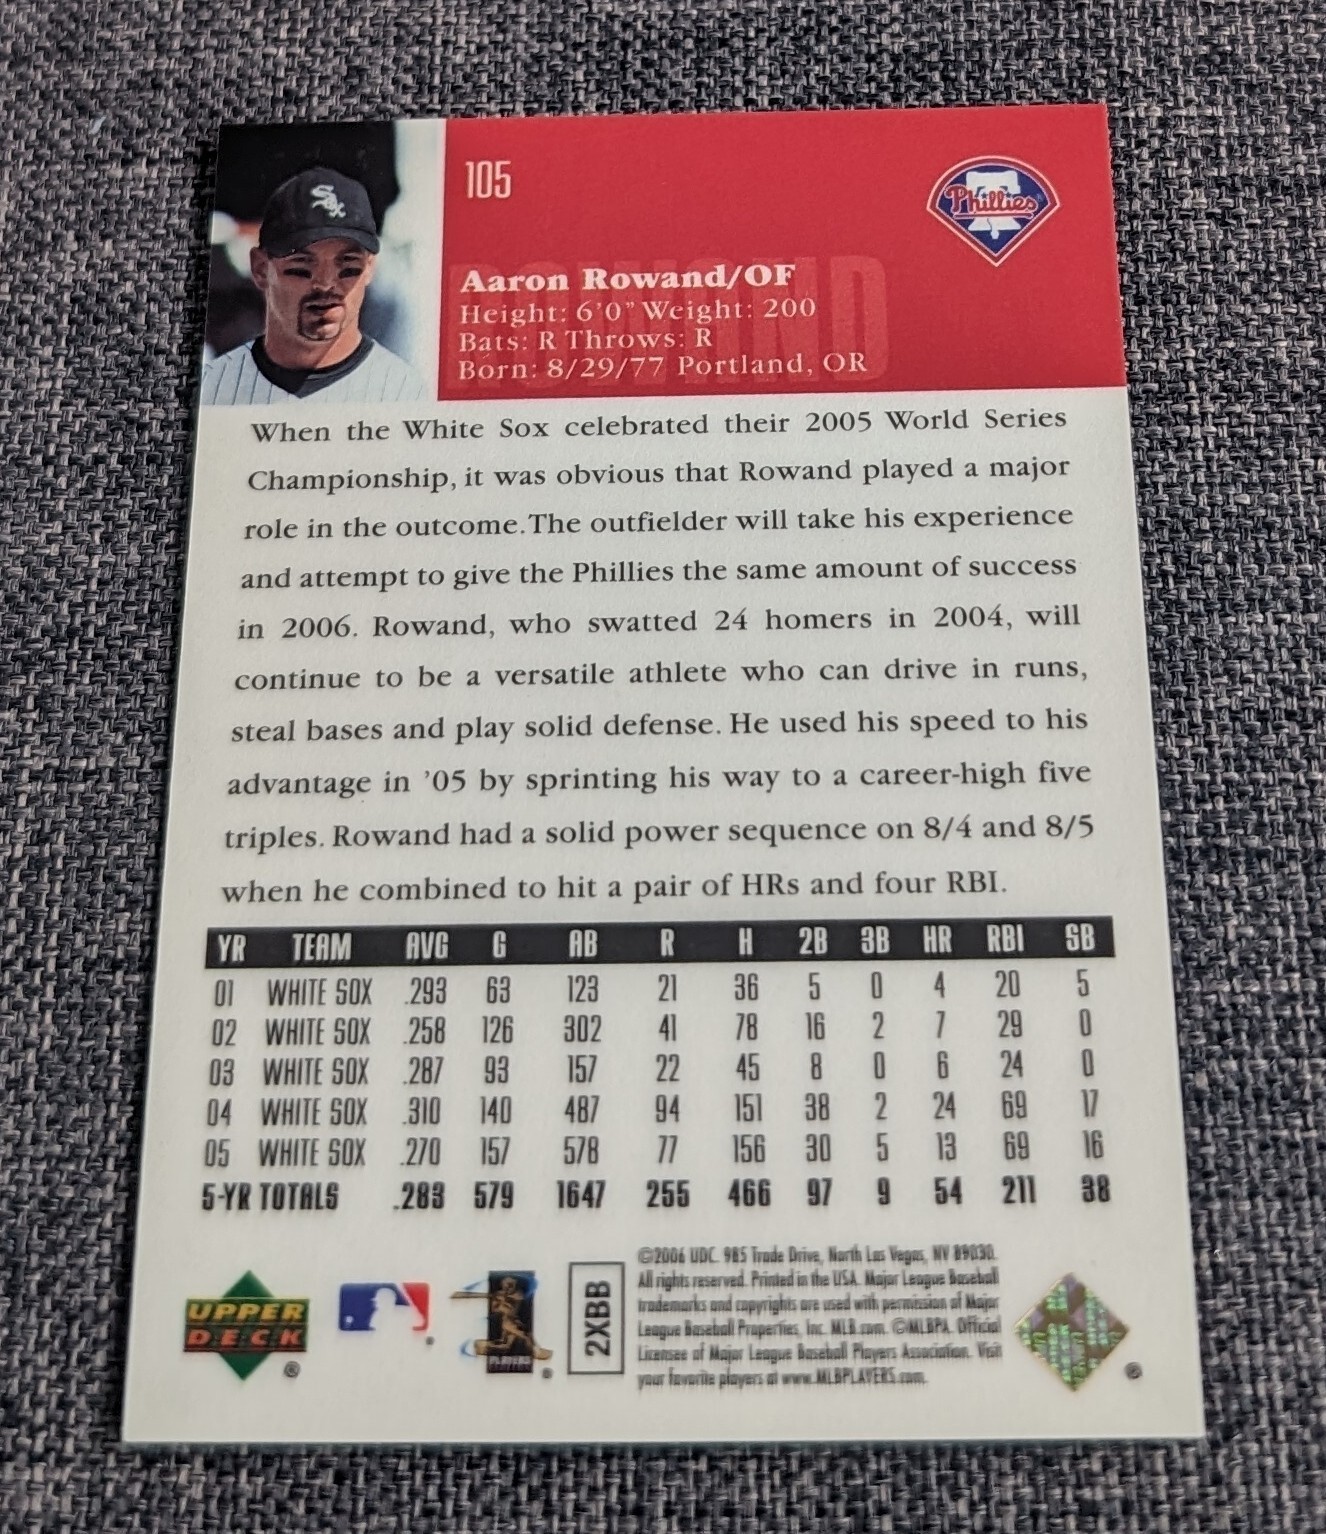 105
Phillies
Sox
ROWAND
Aaron Rowand/OF
Height: 6'0" Weight: 200
Bats: R Throws: R
Born: 8/29/77 Portland, OR
When the White Sox celebrated their 2005 World Series
Championship, it was obvious that Rowand played a major
role in the outcome. The outfielder will take his experience
and attempt to give the Phillies the same amount of success
in 2006. Rowand, who swatted 24 homers in 2004, will
continue to be a versatile athlete who can drive in runs,
steal bases and play solid defense. He used his speed to his
advantage in '05 by sprinting his way to a career-high five
triples. Rowand had a solid power sequence on 8/4 and 8/5
when he combined to hit a pair of HRs and four RBI.
YR TEAM AVG G AB R H 2B 3B HR RBI SB
01 WHITE SOX .293 63 123 21 36 5 0 4 20 5
02 WHITE SOX .258 126 302 41 78 16 2 7 29 0
03 WHITE SOX .287 93 157 22 45 8 0 6 24 0
04 WHITE SOX .310 140 487 94 151 38 2 24 69 17
05 WHITE SOX .270 157 578 77 156 30 5 13 69 16
5-YR TOTALS .283 579 1647 255 466 97 9 54 211 38
UPPER
DECK
®
PLAYERS
2XBB
©2006 UDC. 985 Trade Drive, North Las Vegas, NV 89030.
All rights reserved. Printed in the USA. Major League Baseball
trademarks and copyrights are used with permission of Major
League Baseball Properties, Inc. MLB.com. ©MLBPA. Official
Licensee of Major League Baseball Players Association. Visit
your favorite players at www.MLBPLAYERS.com.